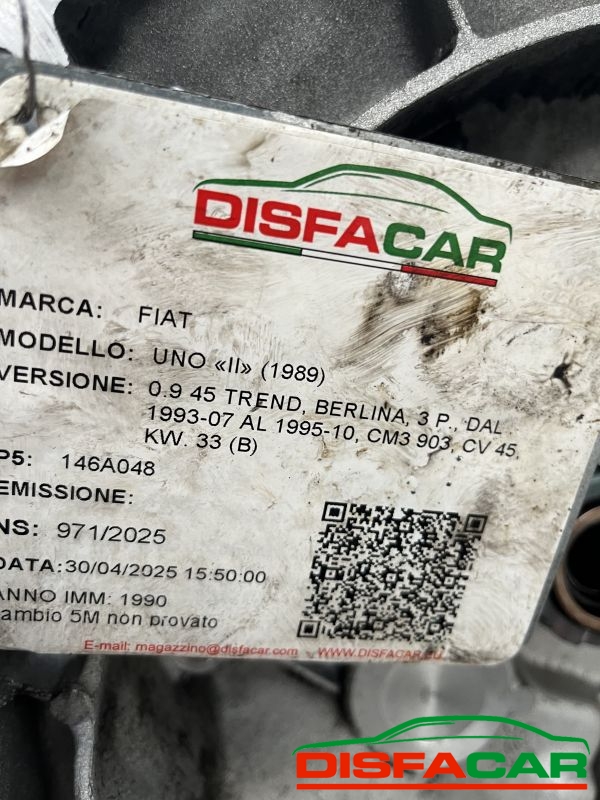 DISFACAR
MARCA: FIAT
MODELLO: UNO «II» (1989)
VERSIONE: 0.9 45 TREND, BERLINA, 3 P., DAL
1993-07 AL 1995-10, CM3 903, CV 45,
KW. 33 (B)
P5: 146A048
EMISSIONE:
NS: 971/2025
DATA:30/04/2025 15:50:00
ANNO IMM: 1990
cambio 5M non provato
E-mail: magazzino@disfacar.com WWW.DISFACAR.EU
DISFACAR